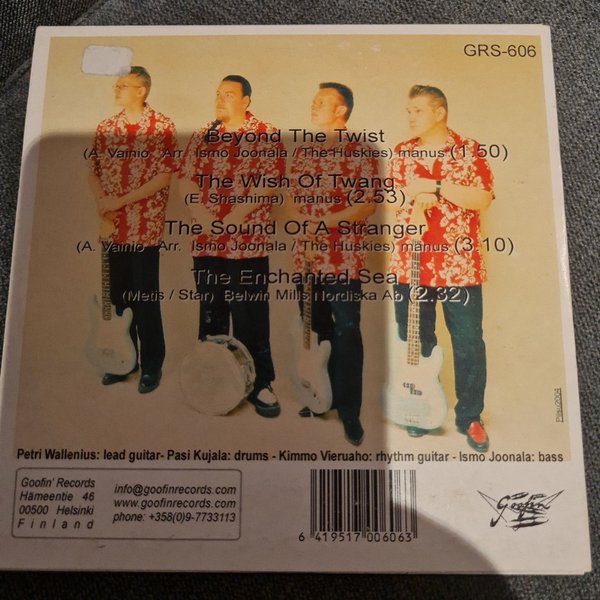 GRS-606
Beyond The Twist
(A. Vainio Arr. Ismo Joonala / The Huskies) manus (1.50)
The Wish Of Twang
(E. Shashima) manus (2.53)
The Sound Of A Stranger
(A. Vainio Arr. Ismo Joonala / The Huskies) manus (3.10)
The Enchanted Sea
(Metis / Star) Belwin Mills Nordiska Ab (2.32)
Petri Wallenius: lead guitar- Pasi Kujala: drums - Kimmo Vieruaho: rhythm guitar - Ismo Joonala: bass
Goofin' Records
Hämeentie 46
00500 Helsinki
Finland
info@goofinrecords.com
www.goofinrecords.com
phone: +358(0)9-7733113
6 419517 006063
Goofin'